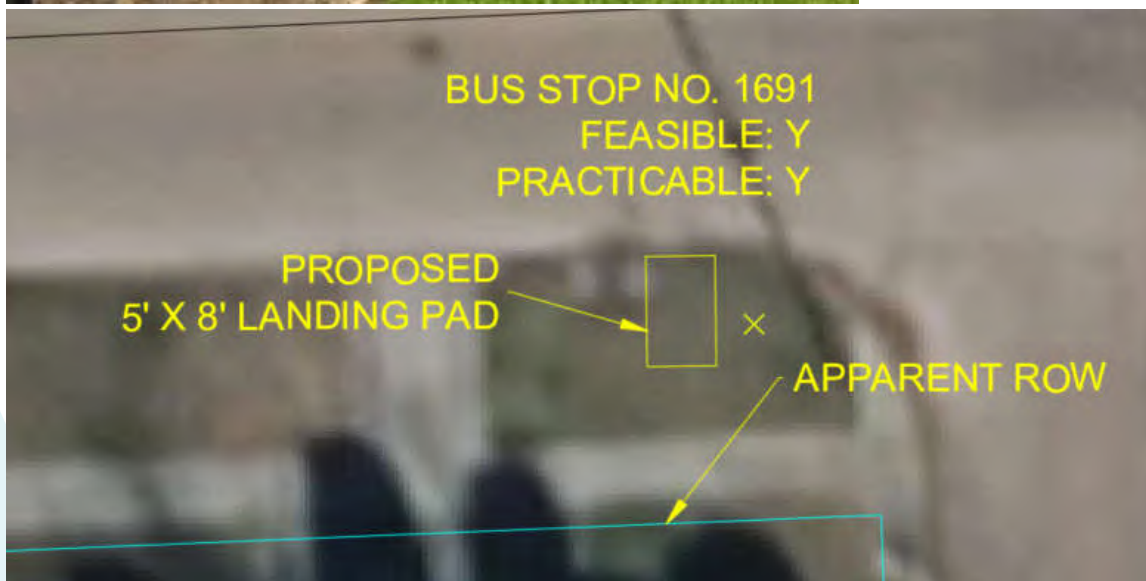 BUS STOP NO. 1691
FEASIBLE: Y
PRACTICABLE: Y
PROPOSED
5' X 8' LANDING PAD
APPARENT ROW